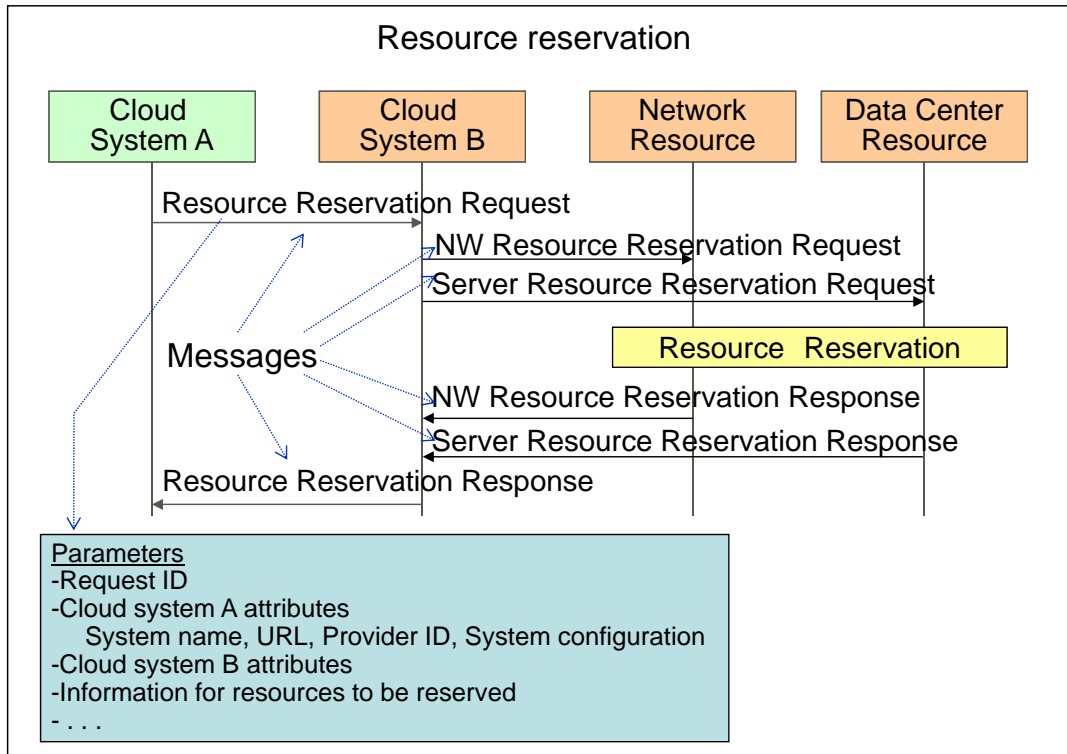 Resource reservation
Cloud
System A
Cloud
System B
Network
Resource
Data Center
Resource
Resource Reservation Request
NW Resource Reservation Request
Server Resource Reservation Request
Messages
Resource Reservation
NW Resource Reservation Response
Server Resource Reservation Response
Resource Reservation Response
Parameters
-Request ID
-Cloud system A attributes
System name, URL, Provider ID, System configuration
-Cloud system B attributes
-Information for resources to be reserved
- . . .